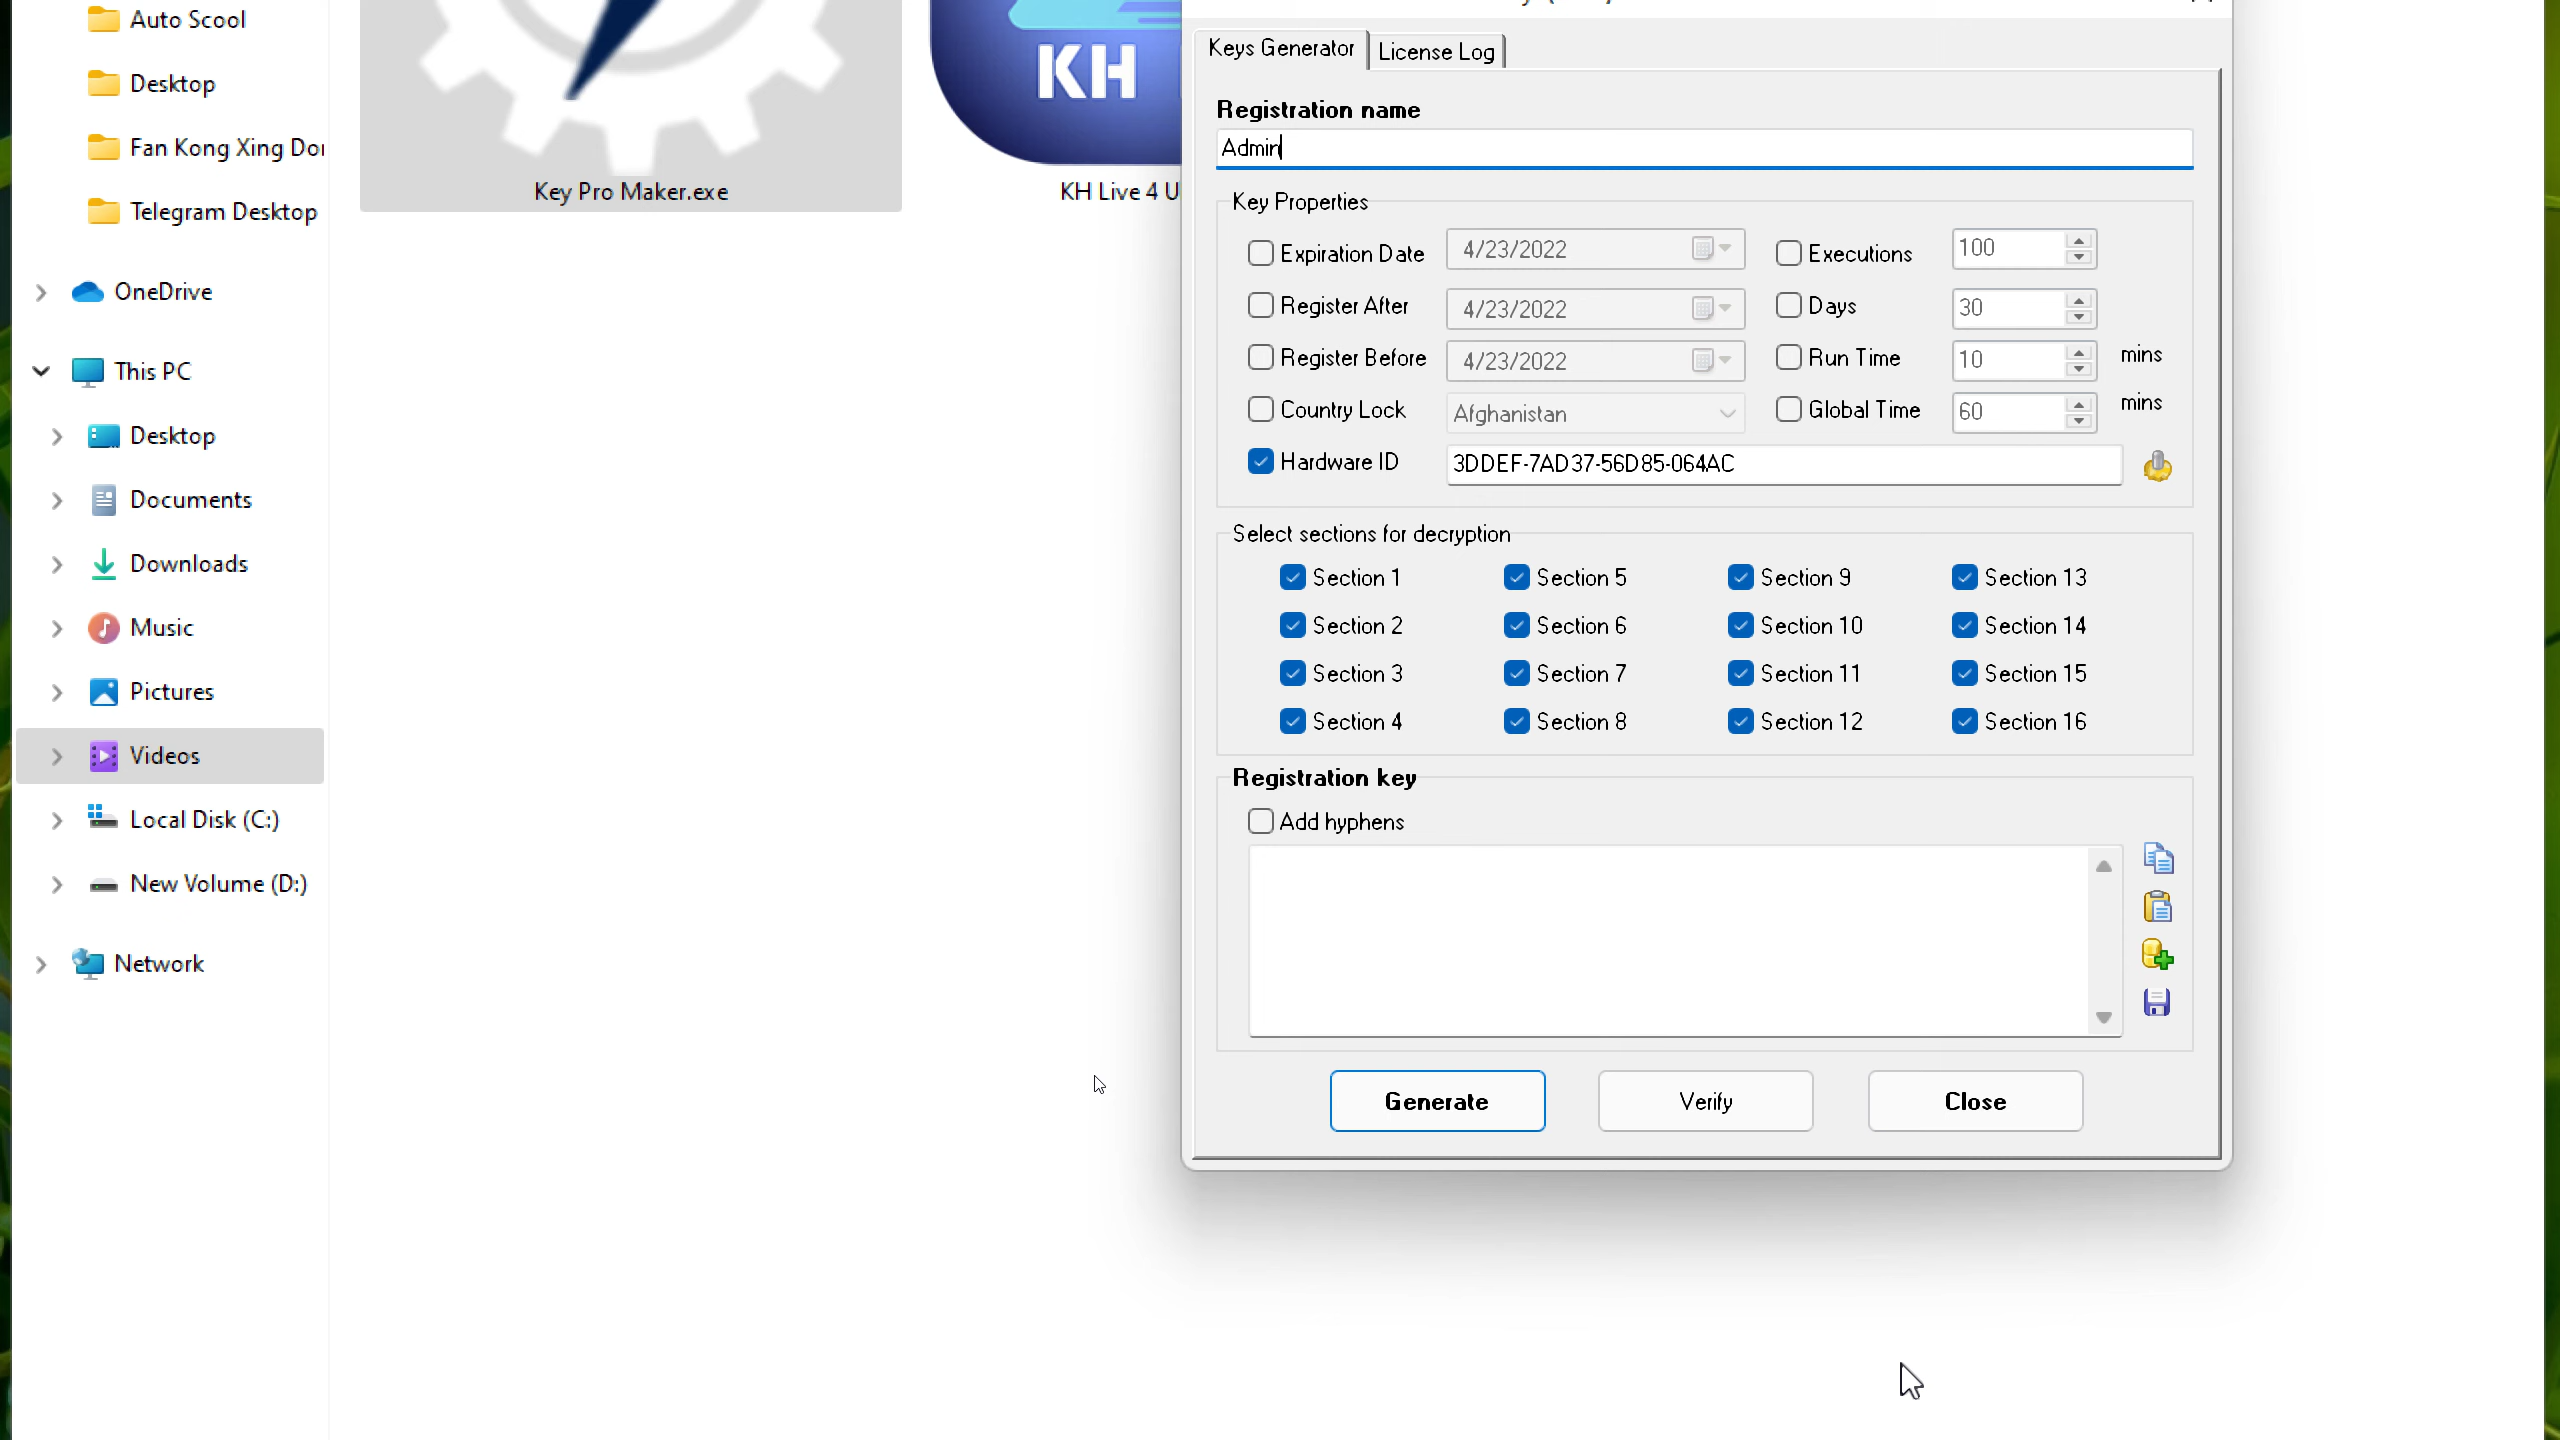 Auto Scool
Desktop
Fan Kong Xing Do
Telegram Desktop
OneDrive
This PC
Desktop
Documents
Downloads
Music
Pictures
Videos
Local Disk (C:)
New Volume (D:)
Network
Key Pro Maker.exe
KH
KH Live 4 U
Keys Generator
License Log
Registration name
Admin
Key Properties
Expiration Date 4/23/2022 Executions 100
Register After 4/23/2022 Days 30
Register Before 4/23/2022 Run Time 10 mins
Country Lock Afghanistan Global Time 60 mins
Hardware ID 3DDEF-7AD37-56D85-064AC
Select sections for decryption
Section 1 Section 5 Section 9 Section 13
Section 2 Section 6 Section 10 Section 14
Section 3 Section 7 Section 11 Section 15
Section 4 Section 8 Section 12 Section 16
Registration key
Add hyphens
Generate Verify Close